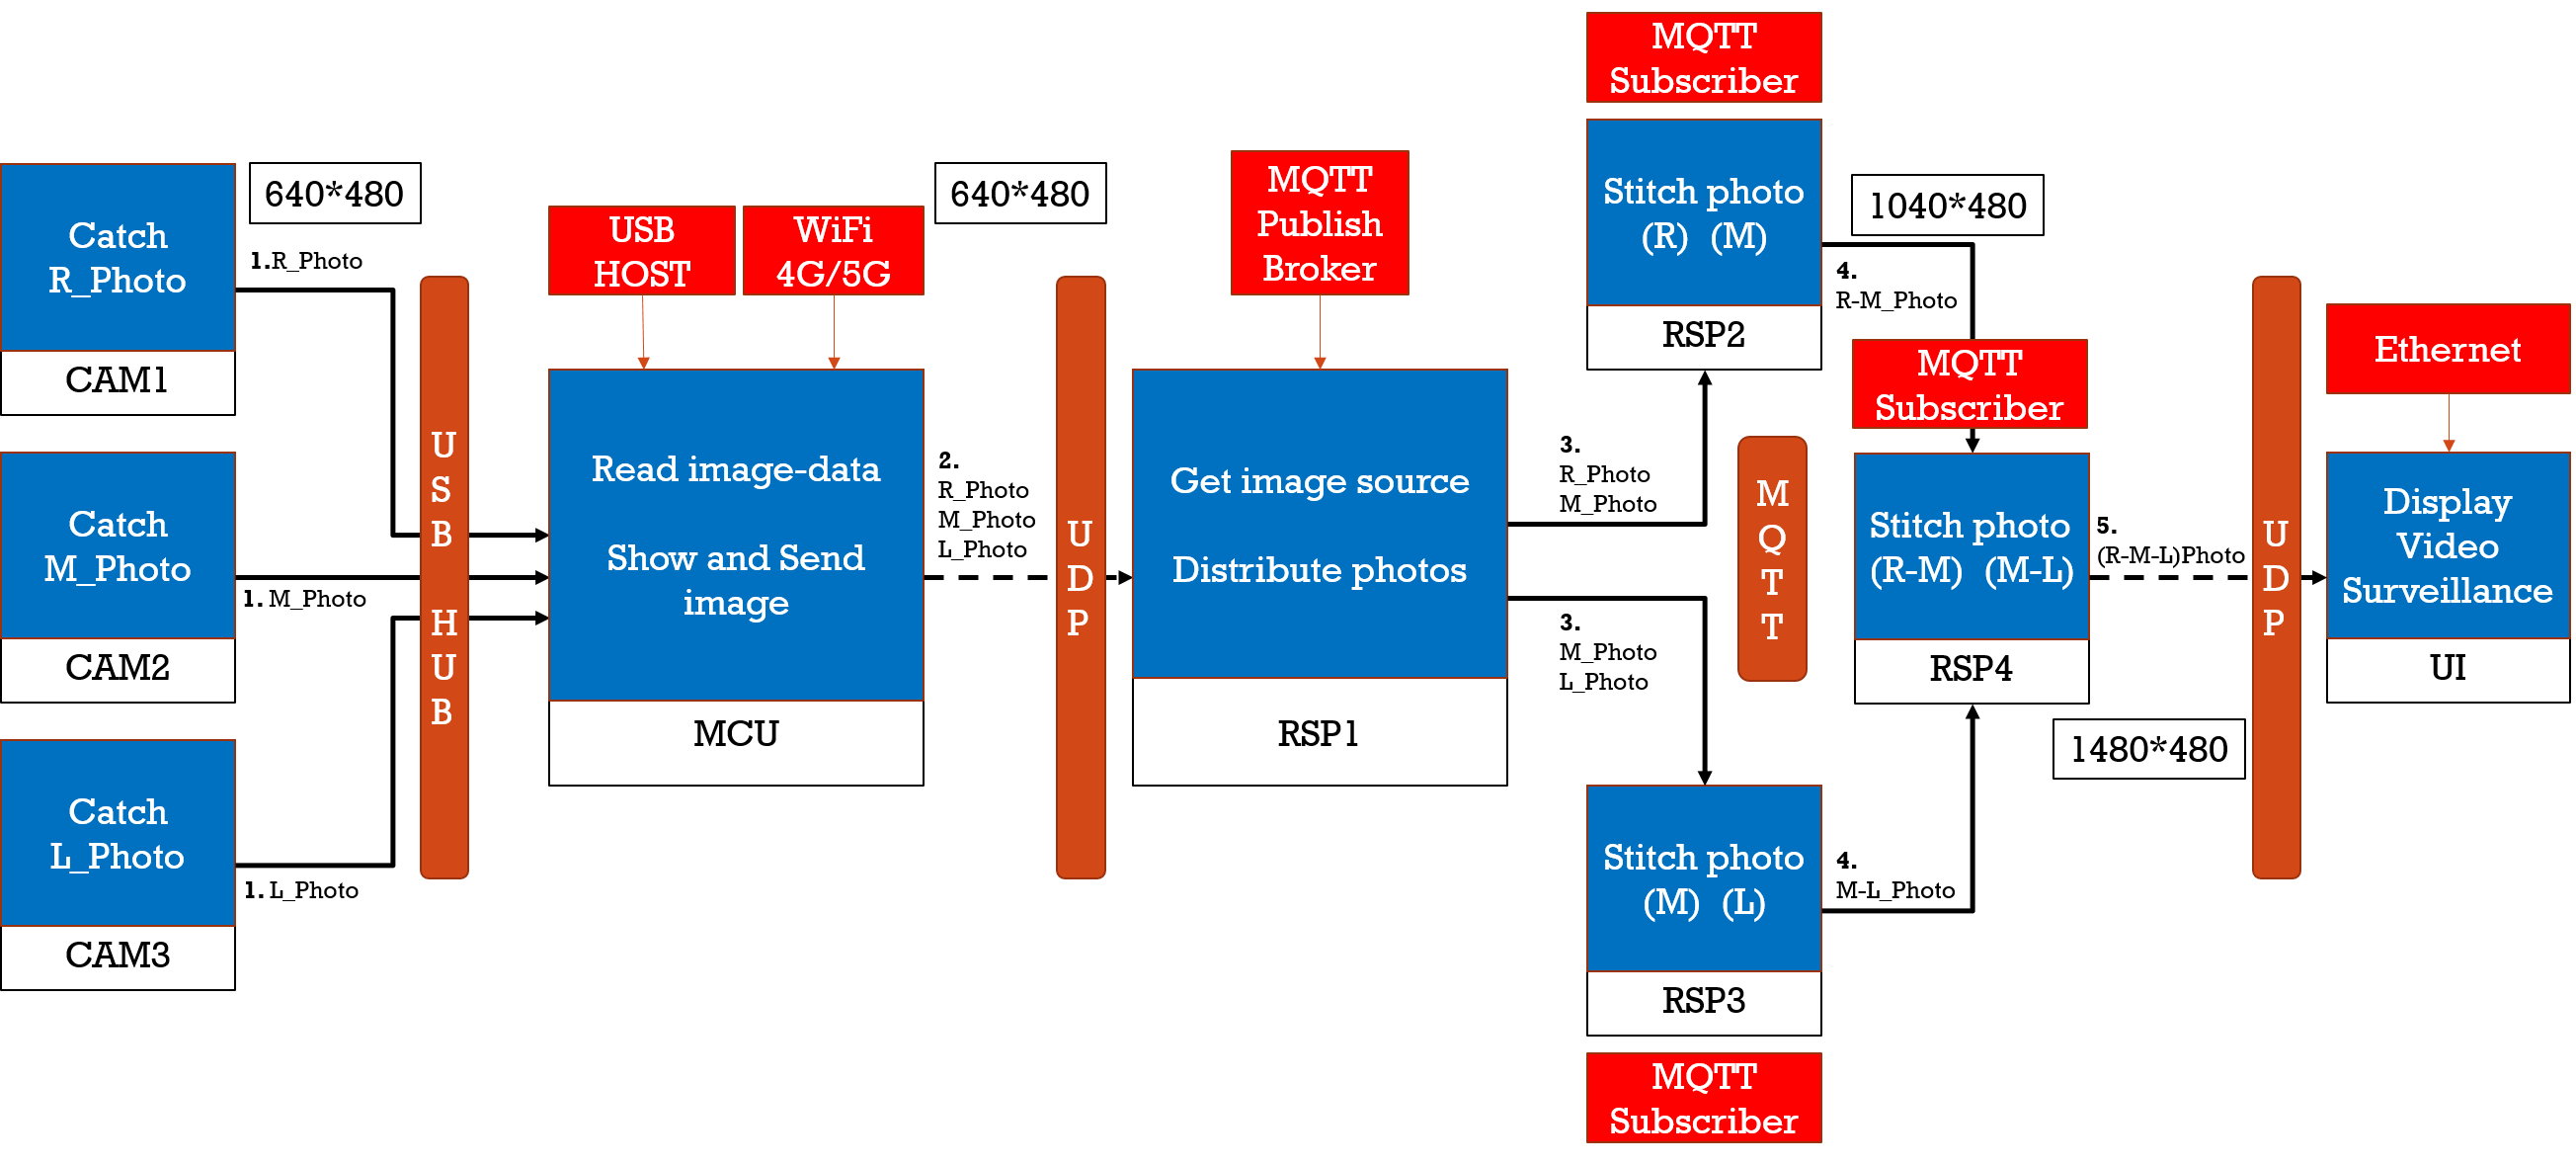 Catch
R_Photo
CAM1
640*480
1.R_Photo
Catch
M_Photo
CAM2
1. M_Photo
Catch
L_Photo
CAM3
1. L_Photo
U
S
B
H
U
B
USB
HOST
WiFi
4G/5G
Read image-data
Show and Send
image
MCU
640*480
2.
R_Photo
M_Photo
L_Photo
U
D
P
MQTT
Publish
Broker
Get image source
Distribute photos
RSP1
3.
R_Photo
M_Photo
3.
M_Photo
L_Photo
MQTT
Subscriber
Stitch photo
(R) (M)
RSP2
M
Q
T
T
Stitch photo
(M) (L)
RSP3
MQTT
Subscriber
1040*480
4.
R-M_Photo
MQTT
Subscriber
Stitch photo
(R-M) (M-L)
RSP4
4.
M-L_Photo
5.
(R-M-L)Photo
1480*480
U
D
P
Ethernet
Display
Video
Surveillance
UI